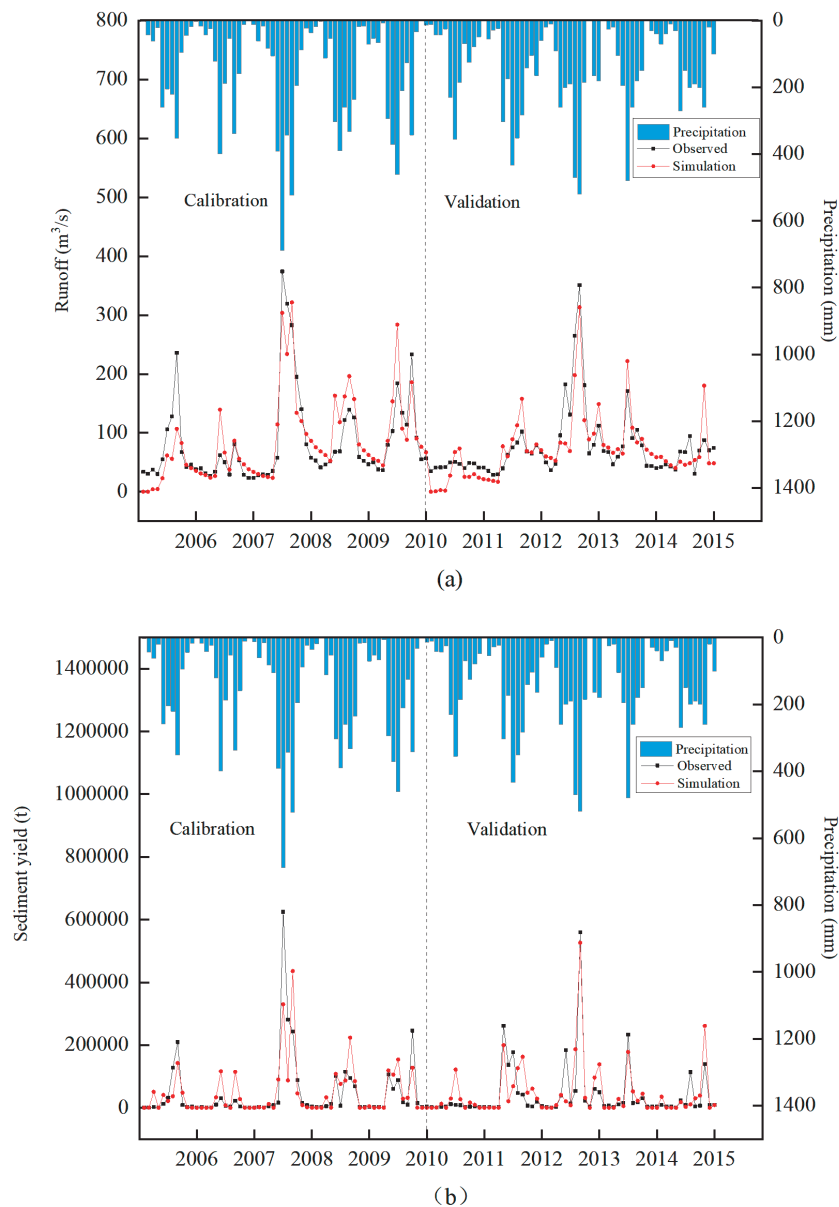 800
700
600
500
400
300
200
100
0
Runoff (m³/s)
0
200
400
600
800
1000
1200
1400
Precipitation (mm)
Precipitation
Observed
Simulation
Calibration
Validation
2006 2007 2008 2009 2010 2011 2012 2013 2014 2015
(a)
1400000
1200000
1000000
800000
600000
400000
200000
0
Sediment yield (t)
0
200
400
600
800
1000
1200
1400
Precipitation (mm)
Precipitation
Observed
Simulation
Calibration
Validation
2006 2007 2008 2009 2010 2011 2012 2013 2014 2015
（b）